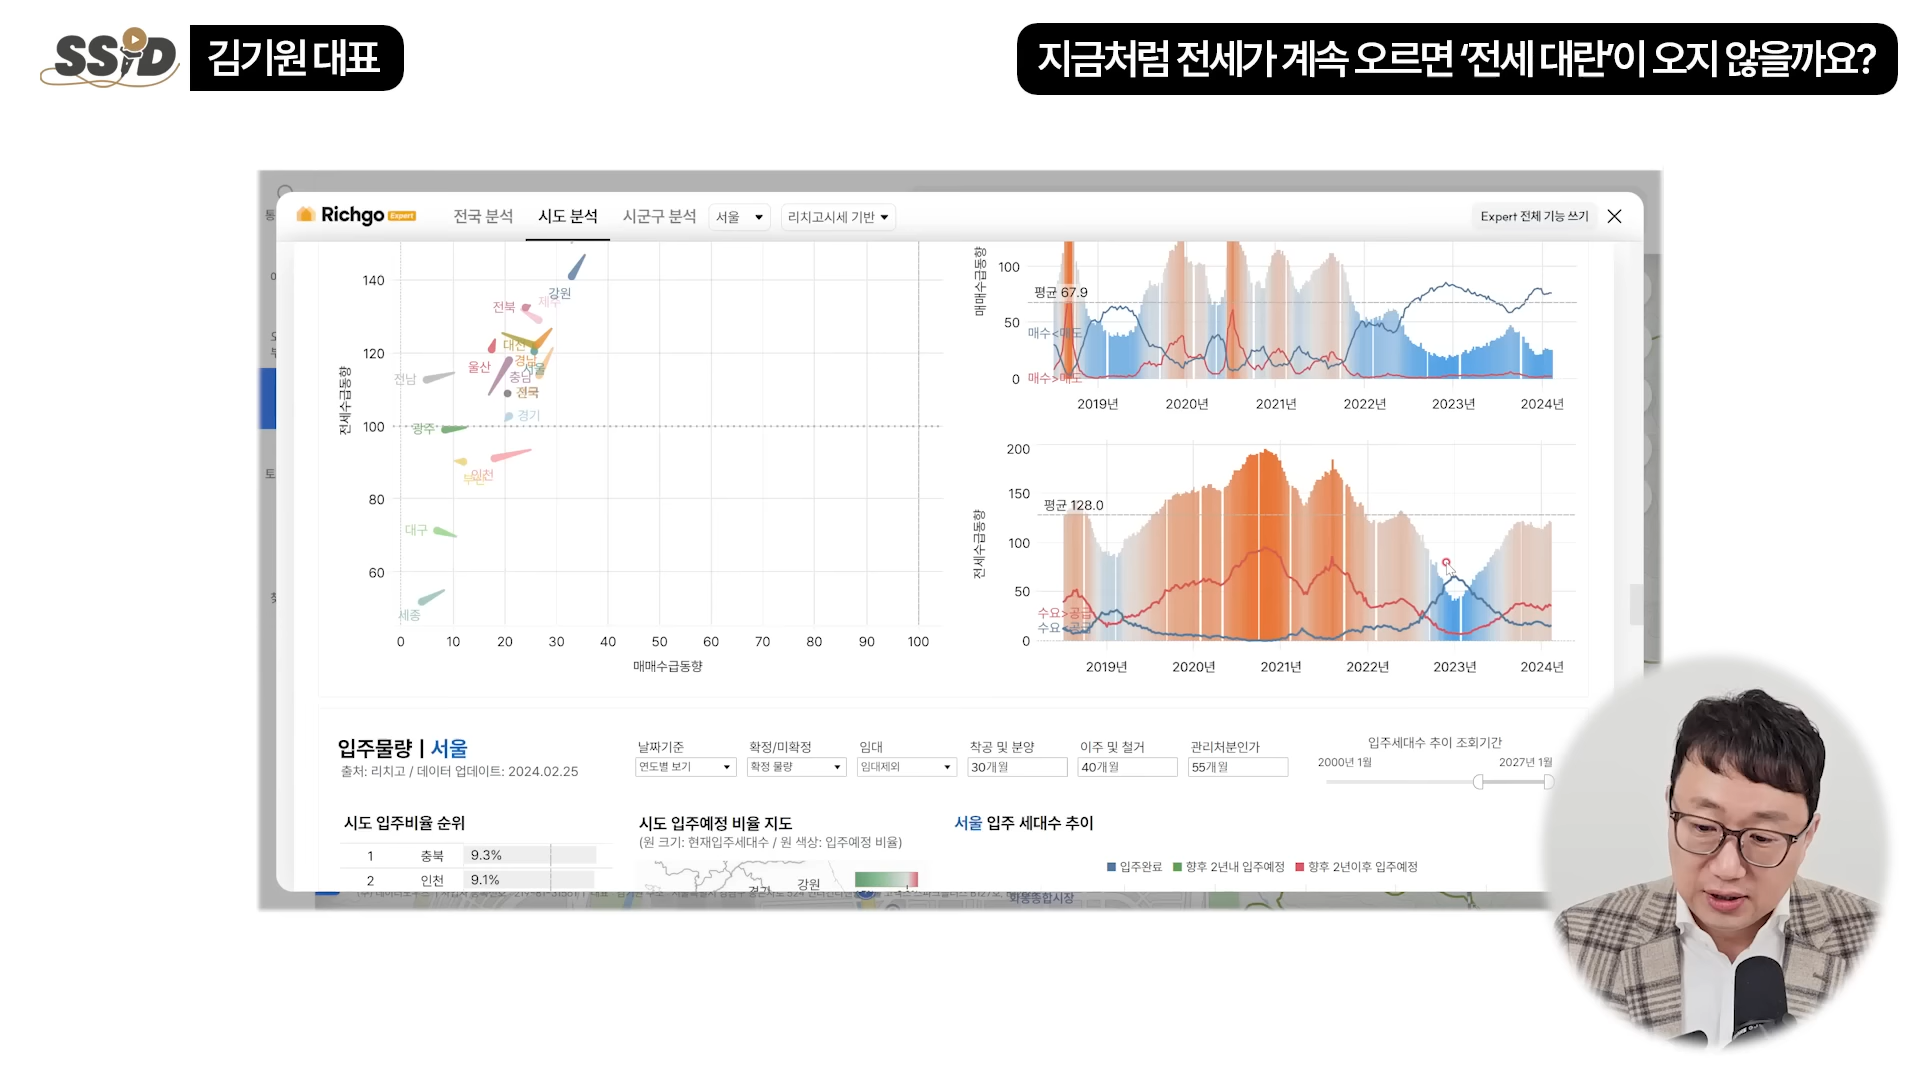 SSiD 김기원 대표
지금처럼 전세가 계속 오르면 ‘전세 대란’이 오지 않을까요?
Richgo Expert
전국 분석
시도 분석
시군구 분석
서울
리치고시세 기반
Expert 전체 기능 쓰기
전세수급동향
140
120
100
80
60
강원
제주
전북
대전
울산
경남
서울
충남
전남
전국
경기
광주
인천
부산
대구
세종
0 10 20 30 40 50 60 70 80 90 100
매매수급동향
매매수급동향
100
50
0
평균 67.9
매수<매도
매수>매도
2019년 2020년 2021년 2022년 2023년 2024년
전세수급동향
200
150
100
50
0
평균 128.0
수요>공급
수요<공급
2019년 2020년 2021년 2022년 2023년 2024년
입주물량 | 서울
출처: 리치고 / 데이터 업데이트: 2024.02.25
날짜기준
연도별 보기
확정/미확정
확정 물량
임대
임대제외
착공 및 분양
30개월
이주 및 철거
40개월
관리처분인가
55개월
입주세대수 추이 조회기간
2000년 1월
2027년 1월
시도 입주비율 순위
1 충북 9.3%
2 인천 9.1%
시도 입주예정 비율 지도
(원 크기: 현재입주세대수 / 원 색상: 입주예정 비율)
강원
경기
서울 입주 세대수 추이
입주완료
향후 2년내 입주예정
향후 2년이후 입주예정
화봉종합시장